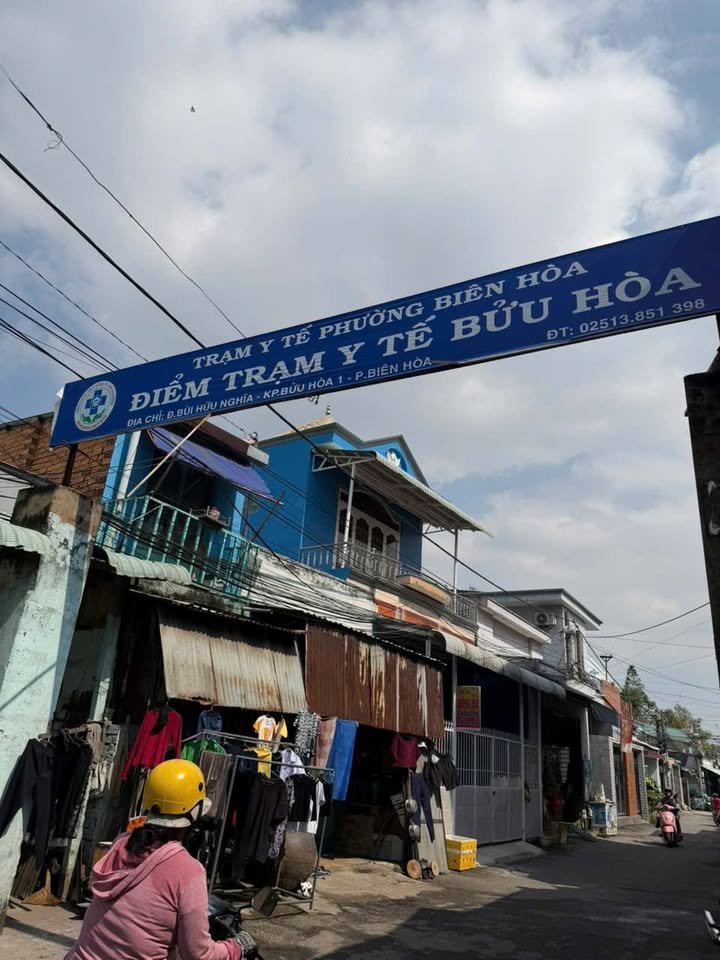 TRẠM Y TẾ PHƯỜNG BIÊN HÒA
ĐIỂM TRẠM Y TẾ BỬU HÒA
ĐỊA CHỈ: Đ.BÙI HỮU NGHĨA - KP.BỬU HÒA 1 - P.BIÊN HÒA
ĐT: 02513.851 398